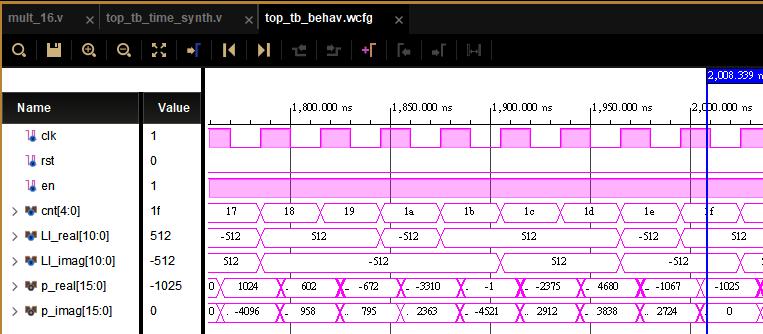 mult_16.v × top_tb_time_synth.v × top_tb_behav.wcfg ×
2,008.339 ns
Name Value 1,800.000 ns 1,850.000 ns 1,900.000 ns 1,950.000 ns 2,000.000 ns
clk 1
rst 0
en 1
cnt[4:0] 1f 17 18 19 1a 1b 1c 1d 1e 1f
LI_real[10:0] 512 -512 512 -512 512 -512 512
LI_imag[10:0] -512 512 -512 512 -512 512
p_real[15:0] -1025 0 1024 602 -672 -3310 -1 -2375 4680 -1067 -1025
p_imag[15:0] 0 0 -4096 958 795 2363 -4521 2912 3838 2724 0